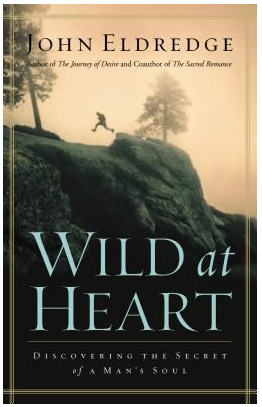 JOHN ELDREDGE
Author of The Journey of Desire and Coauthor of The Sacred Romance
WILD at
HEART
DISCOVERING THE SECRET
of A MAN'S SOUL